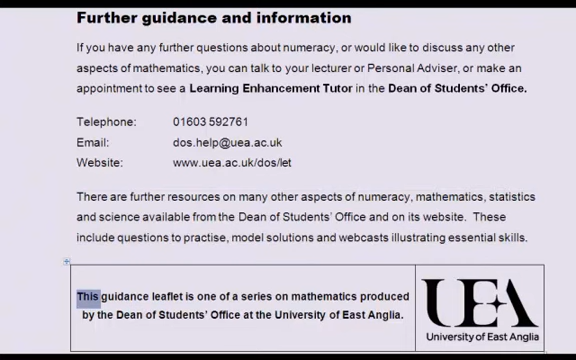 Further guidance and information
If you have any further questions about numeracy, or would like to discuss any other
aspects of mathematics, you can talk to your lecturer or Personal Adviser, or make an
appointment to see a Learning Enhancement Tutor in the Dean of Students' Office.
Telephone: 01603 592761
Email: dos.help@uea.ac.uk
Website: www.uea.ac.uk/dos/let
There are further resources on many other aspects of numeracy, mathematics, statistics
and science available from the Dean of Students' Office and on its website. These
include questions to practise, model solutions and webcasts illustrating essential skills.
This guidance leaflet is one of a series on mathematics produced
by the Dean of Students' Office at the University of East Anglia.
UEA
University of East Anglia